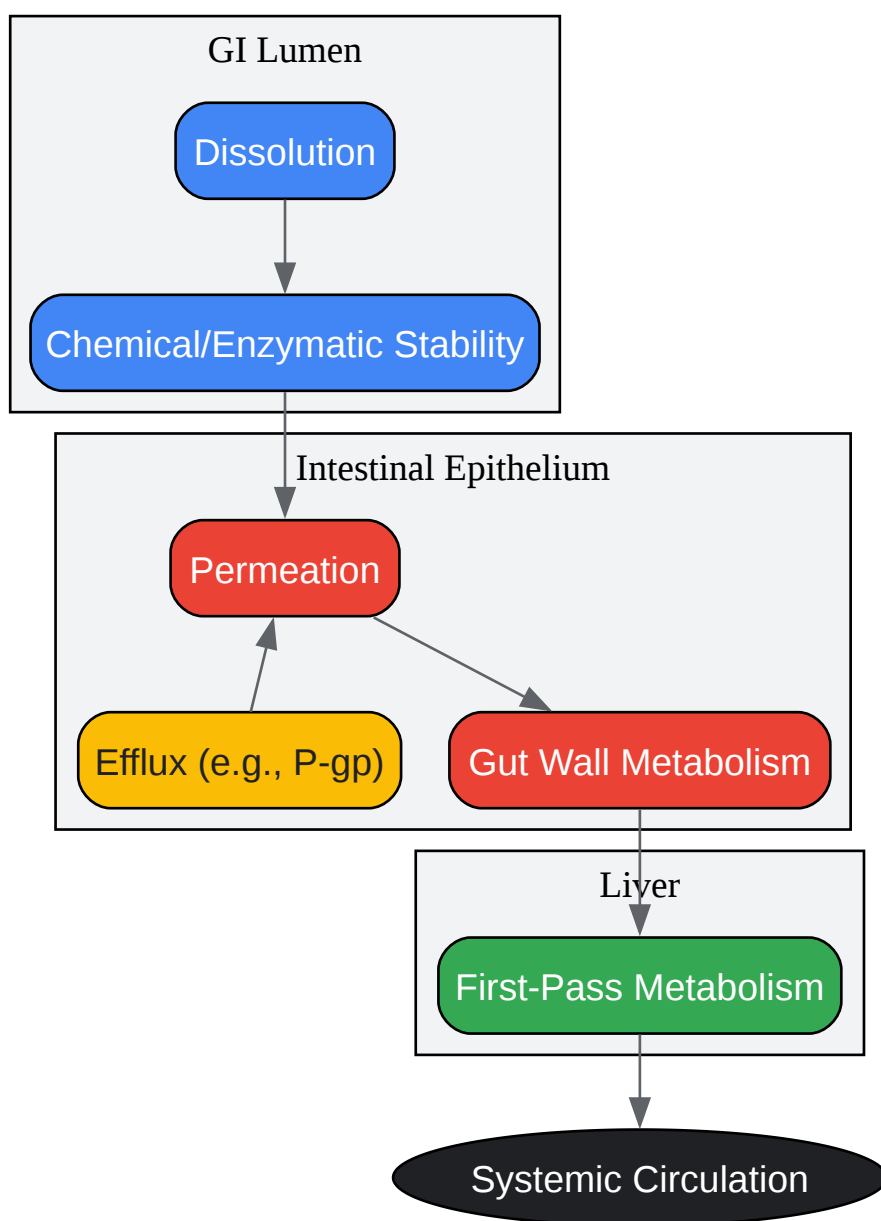 GI Lumen
Dissolution
Chemical/Enzymatic Stability
Intestinal Epithelium
Permeation
Efflux (e.g., P-gp)
Gut Wall Metabolism
Liver
First-Pass Metabolism
Systemic Circulation